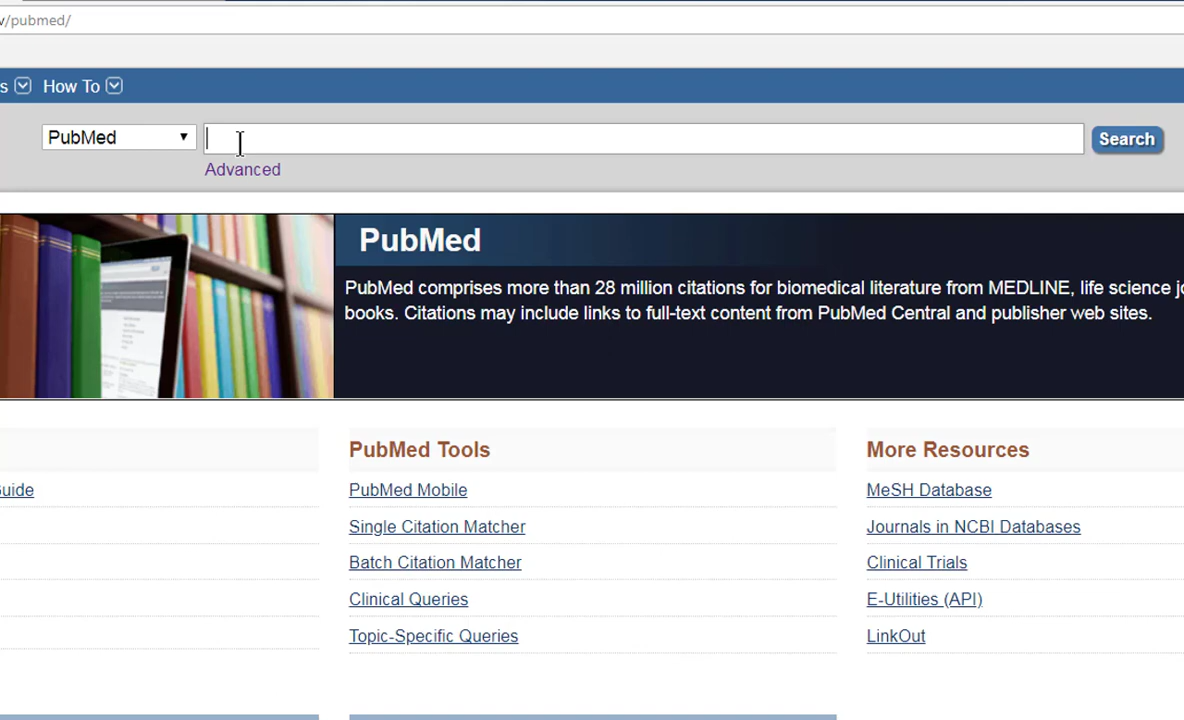 v/pubmed/
s How To
PubMed
Search
Advanced
PubMed
PubMed comprises more than 28 million citations for biomedical literature from MEDLINE, life science jo
books. Citations may include links to full-text content from PubMed Central and publisher web sites.
PubMed Tools
More Resources
uide
PubMed Mobile
MeSH Database
Single Citation Matcher
Journals in NCBI Databases
Batch Citation Matcher
Clinical Trials
Clinical Queries
E-Utilities (API)
Topic-Specific Queries
LinkOut